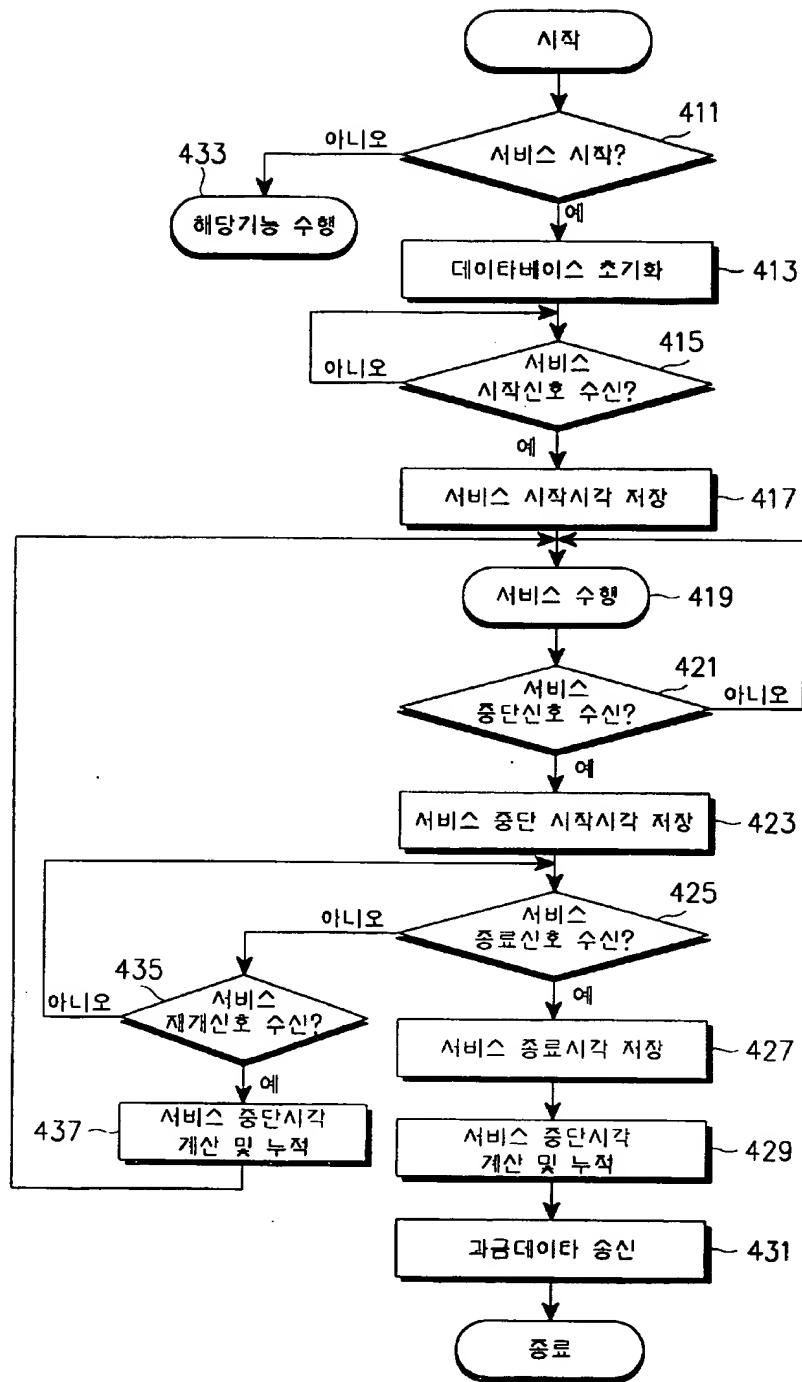 시작
411
서비스 시작?
아니오
433
해당기능 수행
예
데이타베이스 초기화
413
415
서비스
시작신호 수신?
아니오
예
서비스 시작시각 저장
417
서비스 수행
419
421
서비스
중단신호 수신?
아니오
예
서비스 중단 시작시각 저장
423
425
서비스
종료신호 수신?
아니오
435
서비스
재개신호 수신?
아니오
예
예
서비스 종료시각 저장
427
437
서비스 중단시각
계산 및 누적
서비스 중단시각
계산 및 누적
429
과금데이타 송신
431
종료